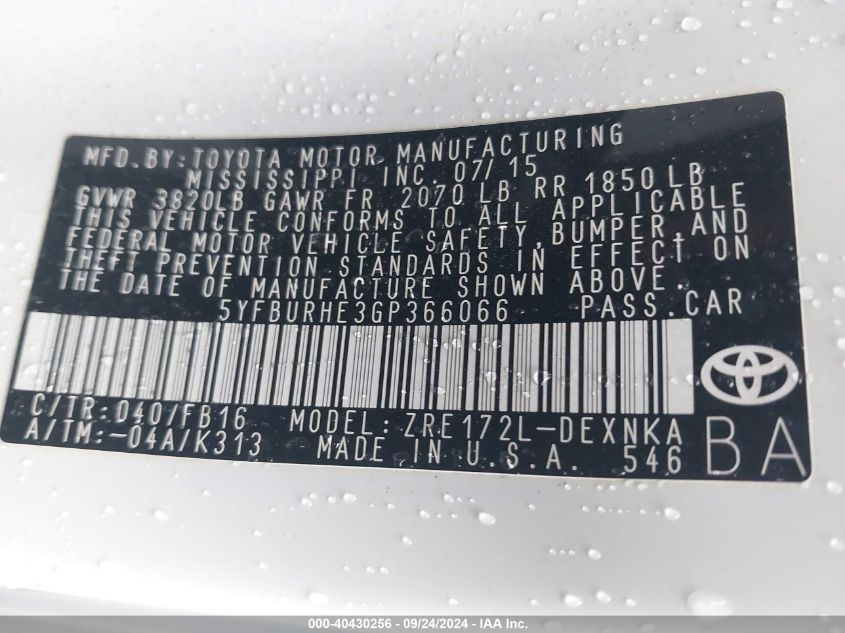 MFD.BY:TOYOTA MOTOR MANUFACTURING
MISSISSIPPI INC. 07/15
GVWR 3820LB GAWR FR 2070 LB RR 1850 LB
THIS VEHICLE CONFORMS TO ALL APPLICABLE
FEDERAL MOTOR VEHICLE SAFETY, BUMPER, AND
THEFT PREVENTION STANDARDS IN EFFECT ON
THE DATE OF MANUFACTURE SHOWN ABOVE.
5YFBURHE3GP366066 PASS.CAR
C/TR:040/FB16 MODEL:ZRE172L-DEXNKA
A/TM:-04A/K313 MADE IN U.S.A. 546 BA
000-40430256 - 09/24/2024 - IAA Inc.